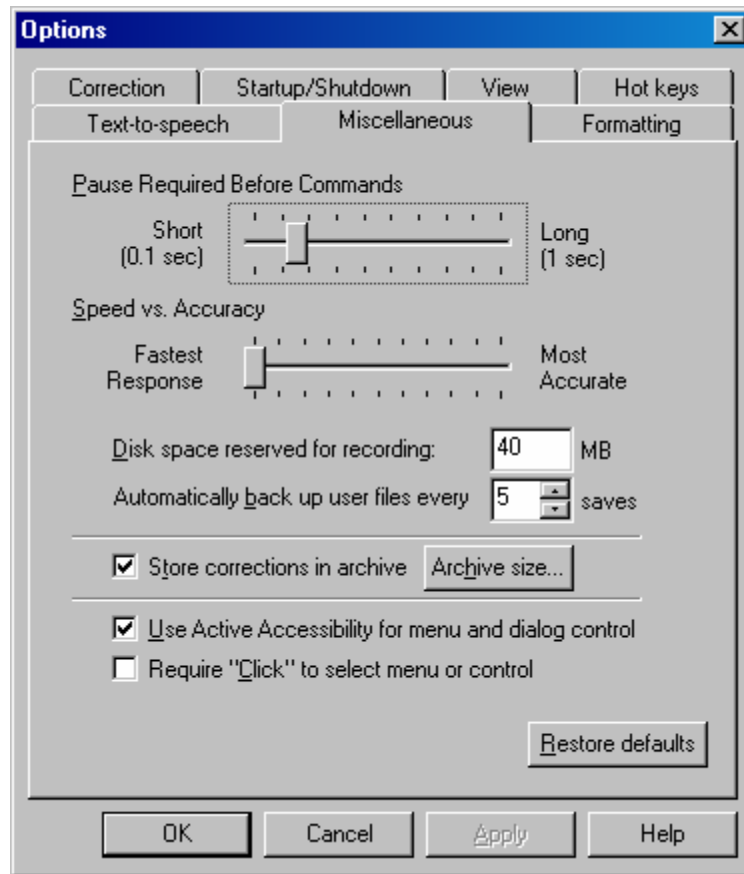 Options
Correction Startup/Shutdown View Hot keys
Text-to-speech Miscellaneous Formatting
Pause Required Before Commands
Short Long
(0.1 sec) (1 sec)
Speed vs. Accuracy
Fastest Most
Response Accurate
Disk space reserved for recording: 40 MB
Automatically back up user files every 5 saves
Store corrections in archive Archive size...
Use Active Accessibility for menu and dialog control
Require "Click" to select menu or control
Restore defaults
OK Cancel Apply Help